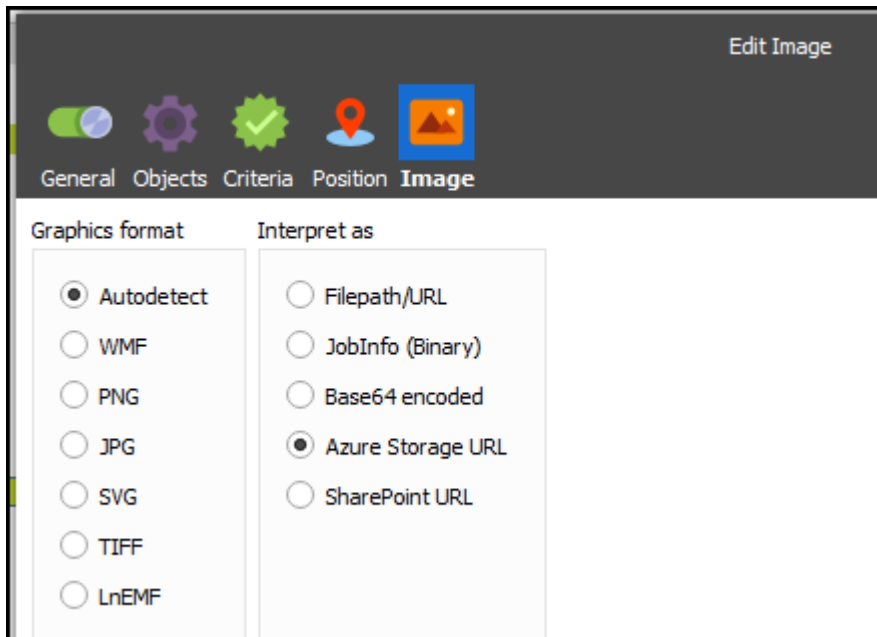 Edit Image
General Objects Criteria Position Image
Graphics format Interpret as
Autodetect Filepath/URL
WMF JobInfo (Binary)
PNG Base64 encoded
JPG Azure Storage URL
SVG SharePoint URL
TIFF
LnEMF